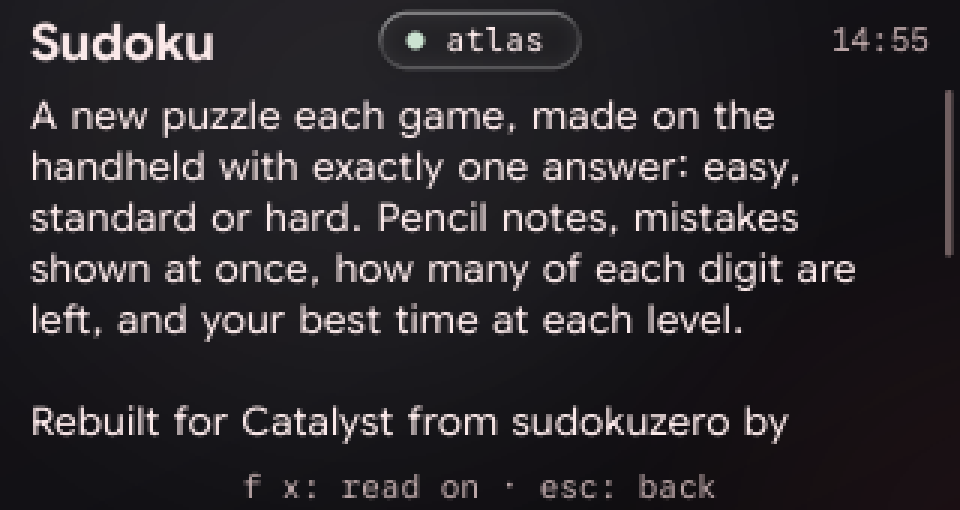 Sudoku
atlas
14:55
A new puzzle each game, made on the
handheld with exactly one answer: easy,
standard or hard. Pencil notes, mistakes
shown at once, how many of each digit are
left, and your best time at each level.
Rebuilt for Catalyst from sudokuzero by
f x: read on · esc: back